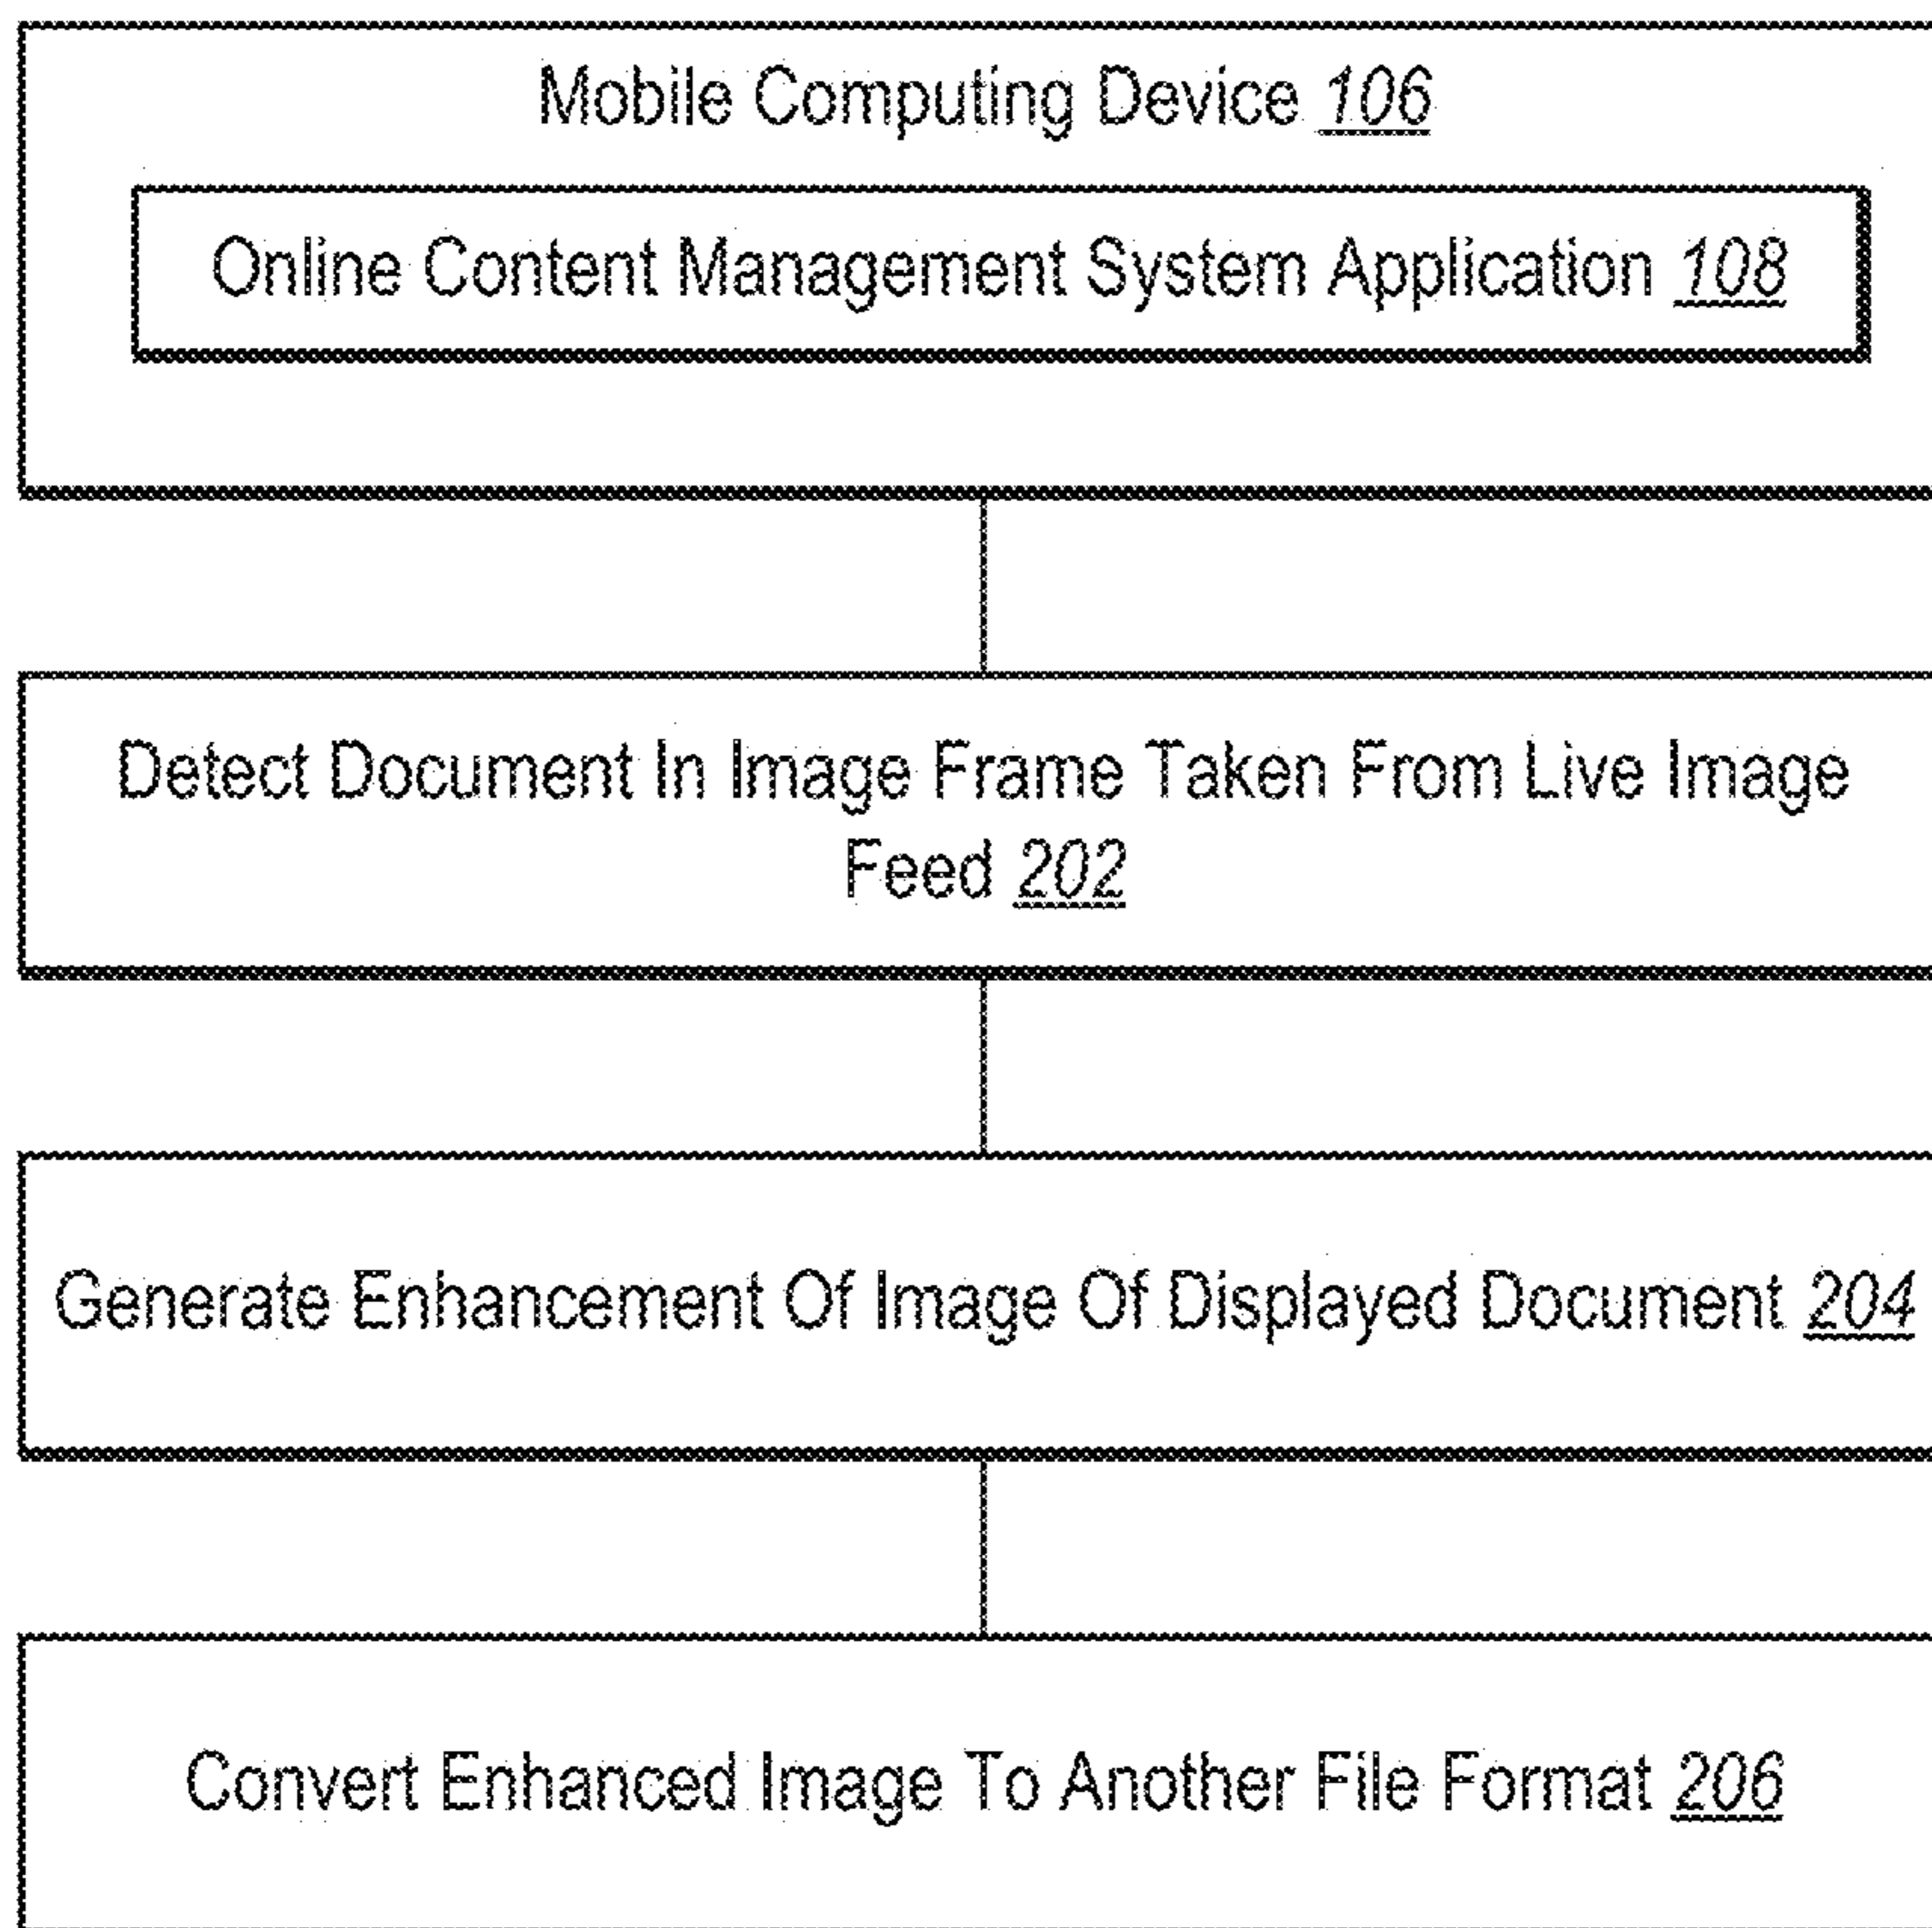 Mobile Computing Device 106
Online Content Management System Application 108
Detect Document In Image Frame Taken From Live Image
Feed 202
Generate Enhancement Of Image Of Displayed Document 204
Convert Enhanced Image To Another File Format 206